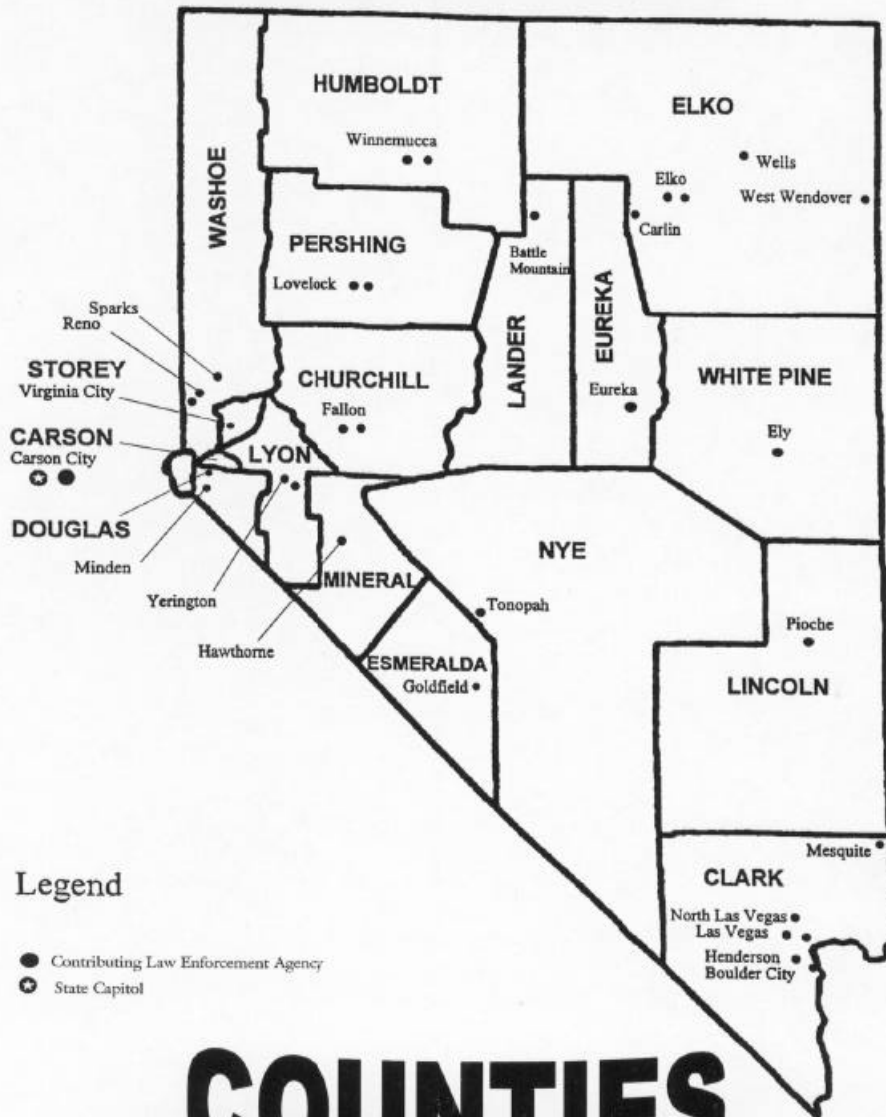 HUMBOLDT
Winnemucca
ELKO
Wells
Elko
West Wendover
Carlin
WASHOE
PERSHING
Lovelock
Battle
Mountain
LANDER
EUREKA
Eureka
Sparks
Reno
STOREY
Virginia City
CHURCHILL
Fallon
WHITE PINE
Ely
CARSON
Carson City
LYON
DOUGLAS
Minden
Yerington
MINERAL
Hawthorne
NYE
Tonopah
ESMERALDA
Goldfield
Pioche
LINCOLN
Mesquite
CLARK
North Las Vegas
Las Vegas
Henderson
Boulder City
Legend
Contributing Law Enforcement Agency
State Capitol
COUNTIES